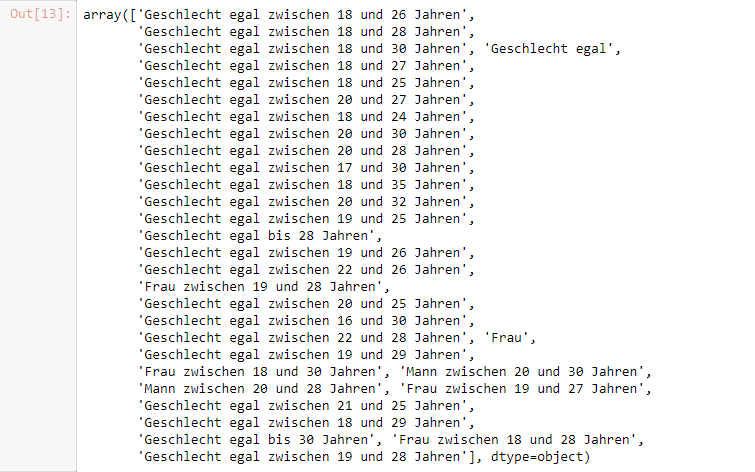 Out[13]: array(['Geschlecht egal zwischen 18 und 26 Jahren',
'Geschlecht egal zwischen 18 und 28 Jahren',
'Geschlecht egal zwischen 18 und 30 Jahren', 'Geschlecht egal',
'Geschlecht egal zwischen 18 und 27 Jahren',
'Geschlecht egal zwischen 18 und 25 Jahren',
'Geschlecht egal zwischen 20 und 27 Jahren',
'Geschlecht egal zwischen 18 und 24 Jahren',
'Geschlecht egal zwischen 20 und 30 Jahren',
'Geschlecht egal zwischen 20 und 28 Jahren',
'Geschlecht egal zwischen 17 und 30 Jahren',
'Geschlecht egal zwischen 18 und 35 Jahren',
'Geschlecht egal zwischen 20 und 32 Jahren',
'Geschlecht egal zwischen 19 und 25 Jahren',
'Geschlecht egal bis 28 Jahren',
'Geschlecht egal zwischen 19 und 26 Jahren',
'Geschlecht egal zwischen 22 und 26 Jahren',
'Frau zwischen 19 und 28 Jahren',
'Geschlecht egal zwischen 20 und 25 Jahren',
'Geschlecht egal zwischen 16 und 30 Jahren',
'Geschlecht egal zwischen 22 und 28 Jahren', 'Frau',
'Geschlecht egal zwischen 19 und 29 Jahren',
'Frau zwischen 18 und 30 Jahren', 'Mann zwischen 20 und 30 Jahren',
'Mann zwischen 20 und 28 Jahren', 'Frau zwischen 19 und 27 Jahren',
'Geschlecht egal zwischen 21 und 25 Jahren',
'Geschlecht egal zwischen 18 und 29 Jahren',
'Geschlecht egal bis 30 Jahren', 'Frau zwischen 18 und 28 Jahren',
'Geschlecht egal zwischen 19 und 28 Jahren'], dtype=object)